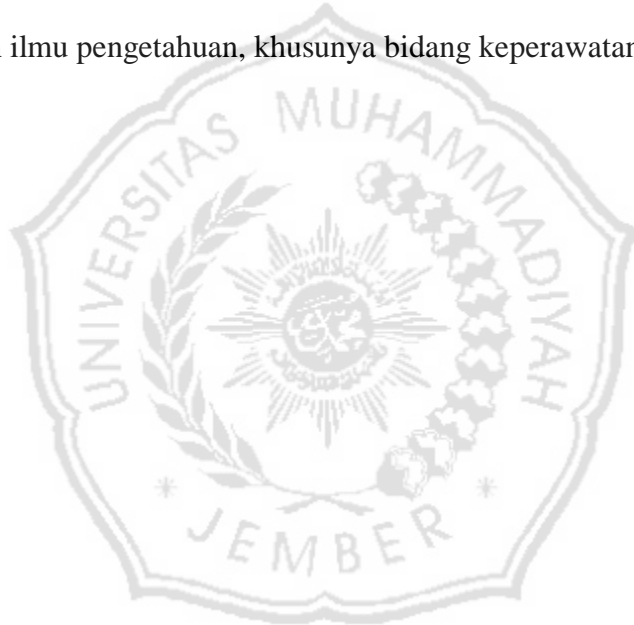 ilmu pengetahuan, khusunya bidang keperawatan
UNIVERSITAS MUHAMMADIYAH
JEMBER